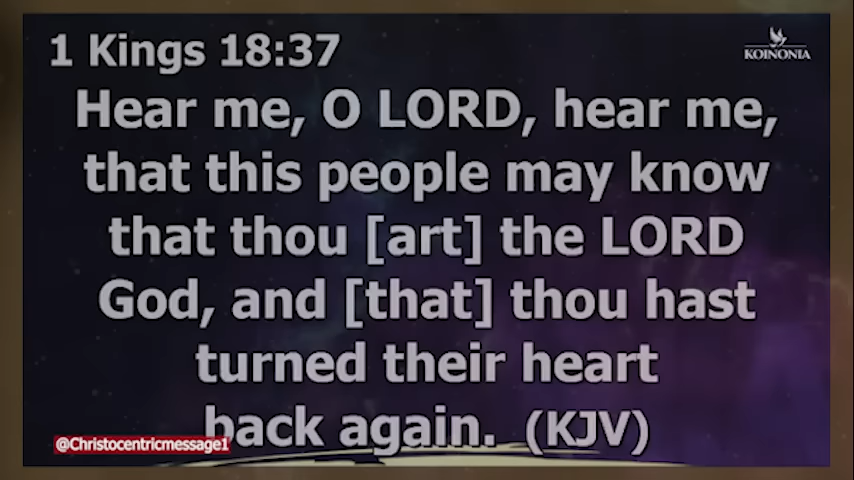 1 Kings 18:37
KOINONIA
Hear me, O LORD, hear me,
that this people may know
that thou [art] the LORD
God, and [that] thou hast
turned their heart
back again. (KJV)
@Christocentricmessage1